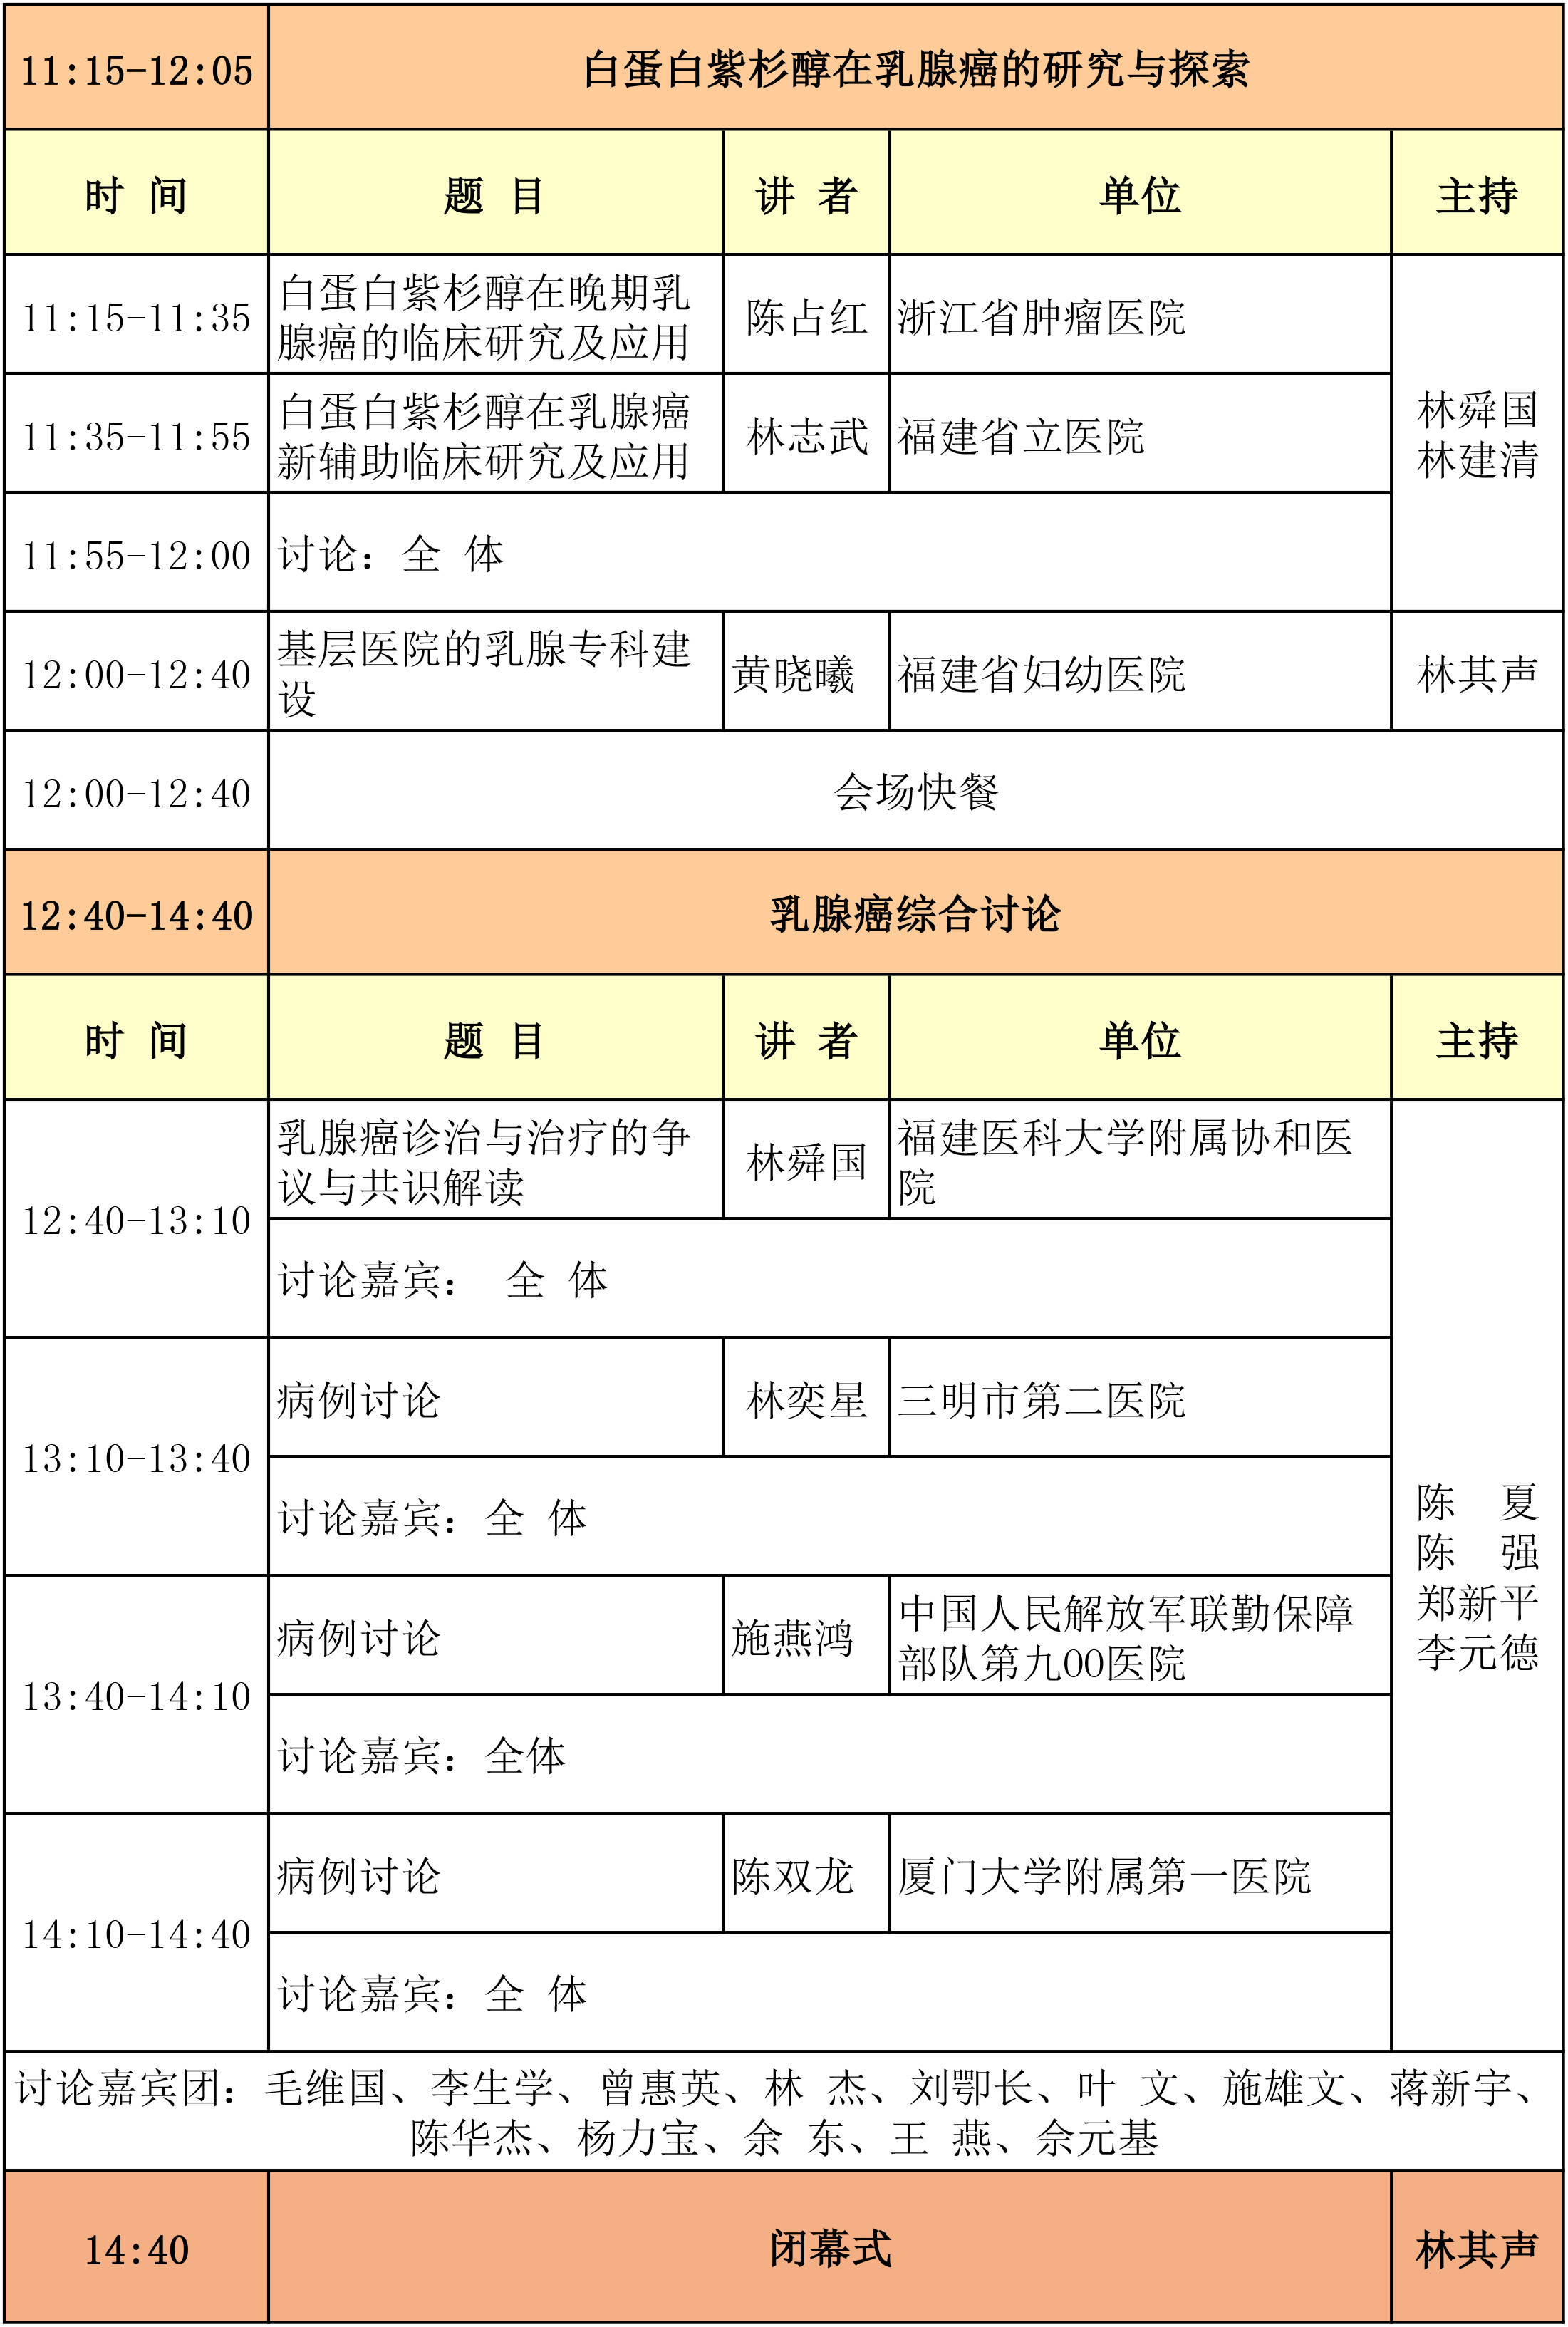 11:15-12:05 白蛋白紫杉醇在乳腺癌的研究与探索
时 间 题 目 讲 者 单位 主持
11:15-11:35
白蛋白紫杉醇在晚期乳
腺癌的临床研究及应用
陈占红
浙江省肿瘤医院
林舜国
林建清
11:35-11:55
白蛋白紫杉醇在乳腺癌
新辅助临床研究及应用
林志武
福建省立医院
11:55-12:00 讨论：全 体
12:00-12:40
基层医院的乳腺专科建
设
黄晓曦
福建省妇幼医院
林其声
12:00-12:40 会场快餐
12:40-14:40 乳腺癌综合讨论
时 间 题 目 讲 者 单位 主持
12:40-13:10
乳腺癌诊治与治疗的争
议与共识解读
林舜国
福建医科大学附属协和医
院
讨论嘉宾： 全 体
陈 夏
陈 强
郑新平
李元德
13:10-13:40
病例讨论 林奕星 三明市第二医院
讨论嘉宾：全 体
13:40-14:10
病例讨论
施燕鸿
中国人民解放军联勤保障
部队第九00医院
讨论嘉宾：全体
14:10-14:40
病例讨论 陈双龙 厦门大学附属第一医院
讨论嘉宾：全 体
讨论嘉宾团：毛维国、李生学、曾惠英、林 杰、刘鄂长、叶 文、施雄文、蒋新宇、
陈华杰、杨力宝、余 东、王 燕、佘元基
14:40 闭幕式 林其声